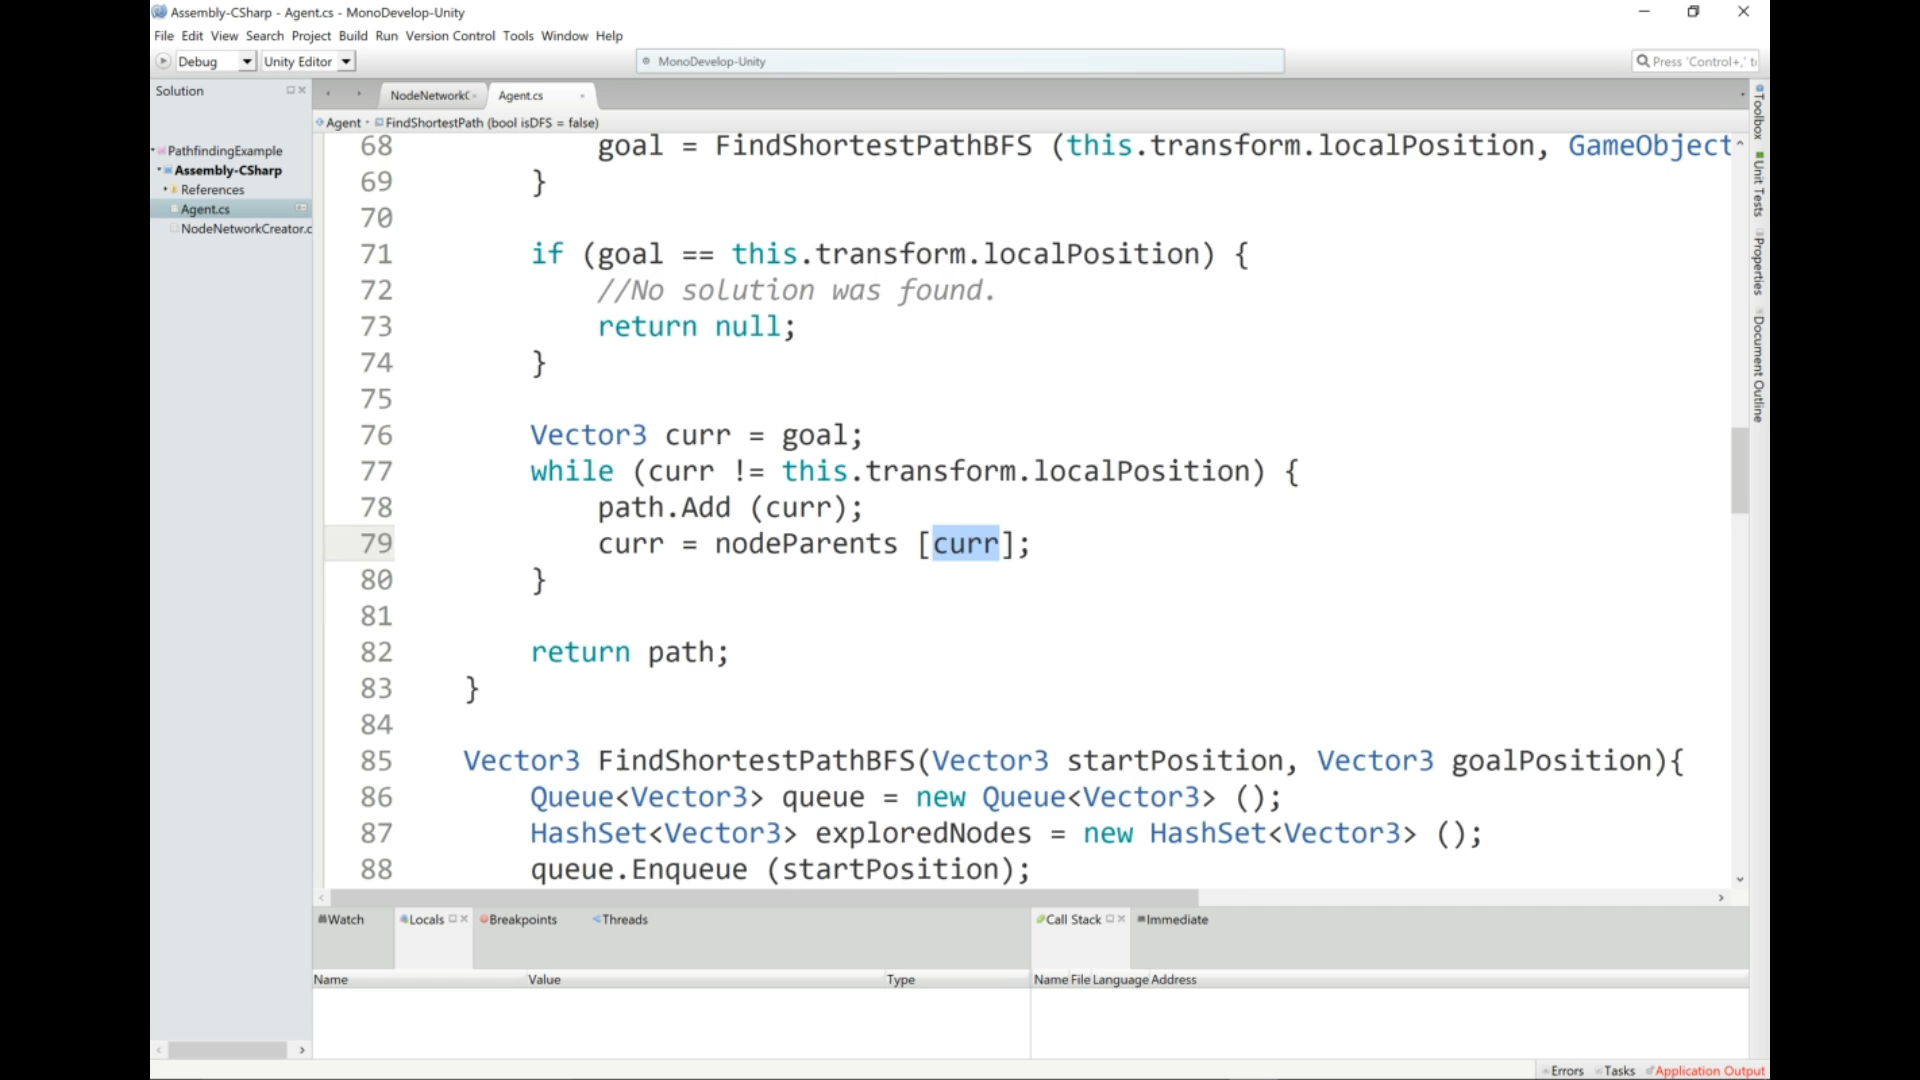 Assembly-CSharp - Agent.cs - MonoDevelop-Unity
File Edit View Search Project Build Run Version Control Tools Window Help
Debug Unity Editor MonoDevelop-Unity Press 'Control+,' t
Solution
NodeNetworkC Agent.cs
Agent FindShortestPath (bool isDFS = false)
PathfindingExample
Assembly-CSharp
References
Agent.cs
NodeNetworkCreator.c
68 goal = FindShortestPathBFS (this.transform.localPosition, GameObject
69 }
70
71 if (goal == this.transform.localPosition) {
72 //No solution was found.
73 return null;
74 }
75
76 Vector3 curr = goal;
77 while (curr != this.transform.localPosition) {
78 path.Add (curr);
79 curr = nodeParents [curr];
80 }
81
82 return path;
83 }
84
85 Vector3 FindShortestPathBFS(Vector3 startPosition, Vector3 goalPosition){
86 Queue<Vector3> queue = new Queue<Vector3> ();
87 HashSet<Vector3> exploredNodes = new HashSet<Vector3> ();
88 queue.Enqueue (startPosition);
Toolbox
Unit Tests
Properties
Document Outline
Watch Locals Breakpoints Threads
Call Stack Immediate
Name Value Type
Name File Language Address
Errors Tasks Application Output